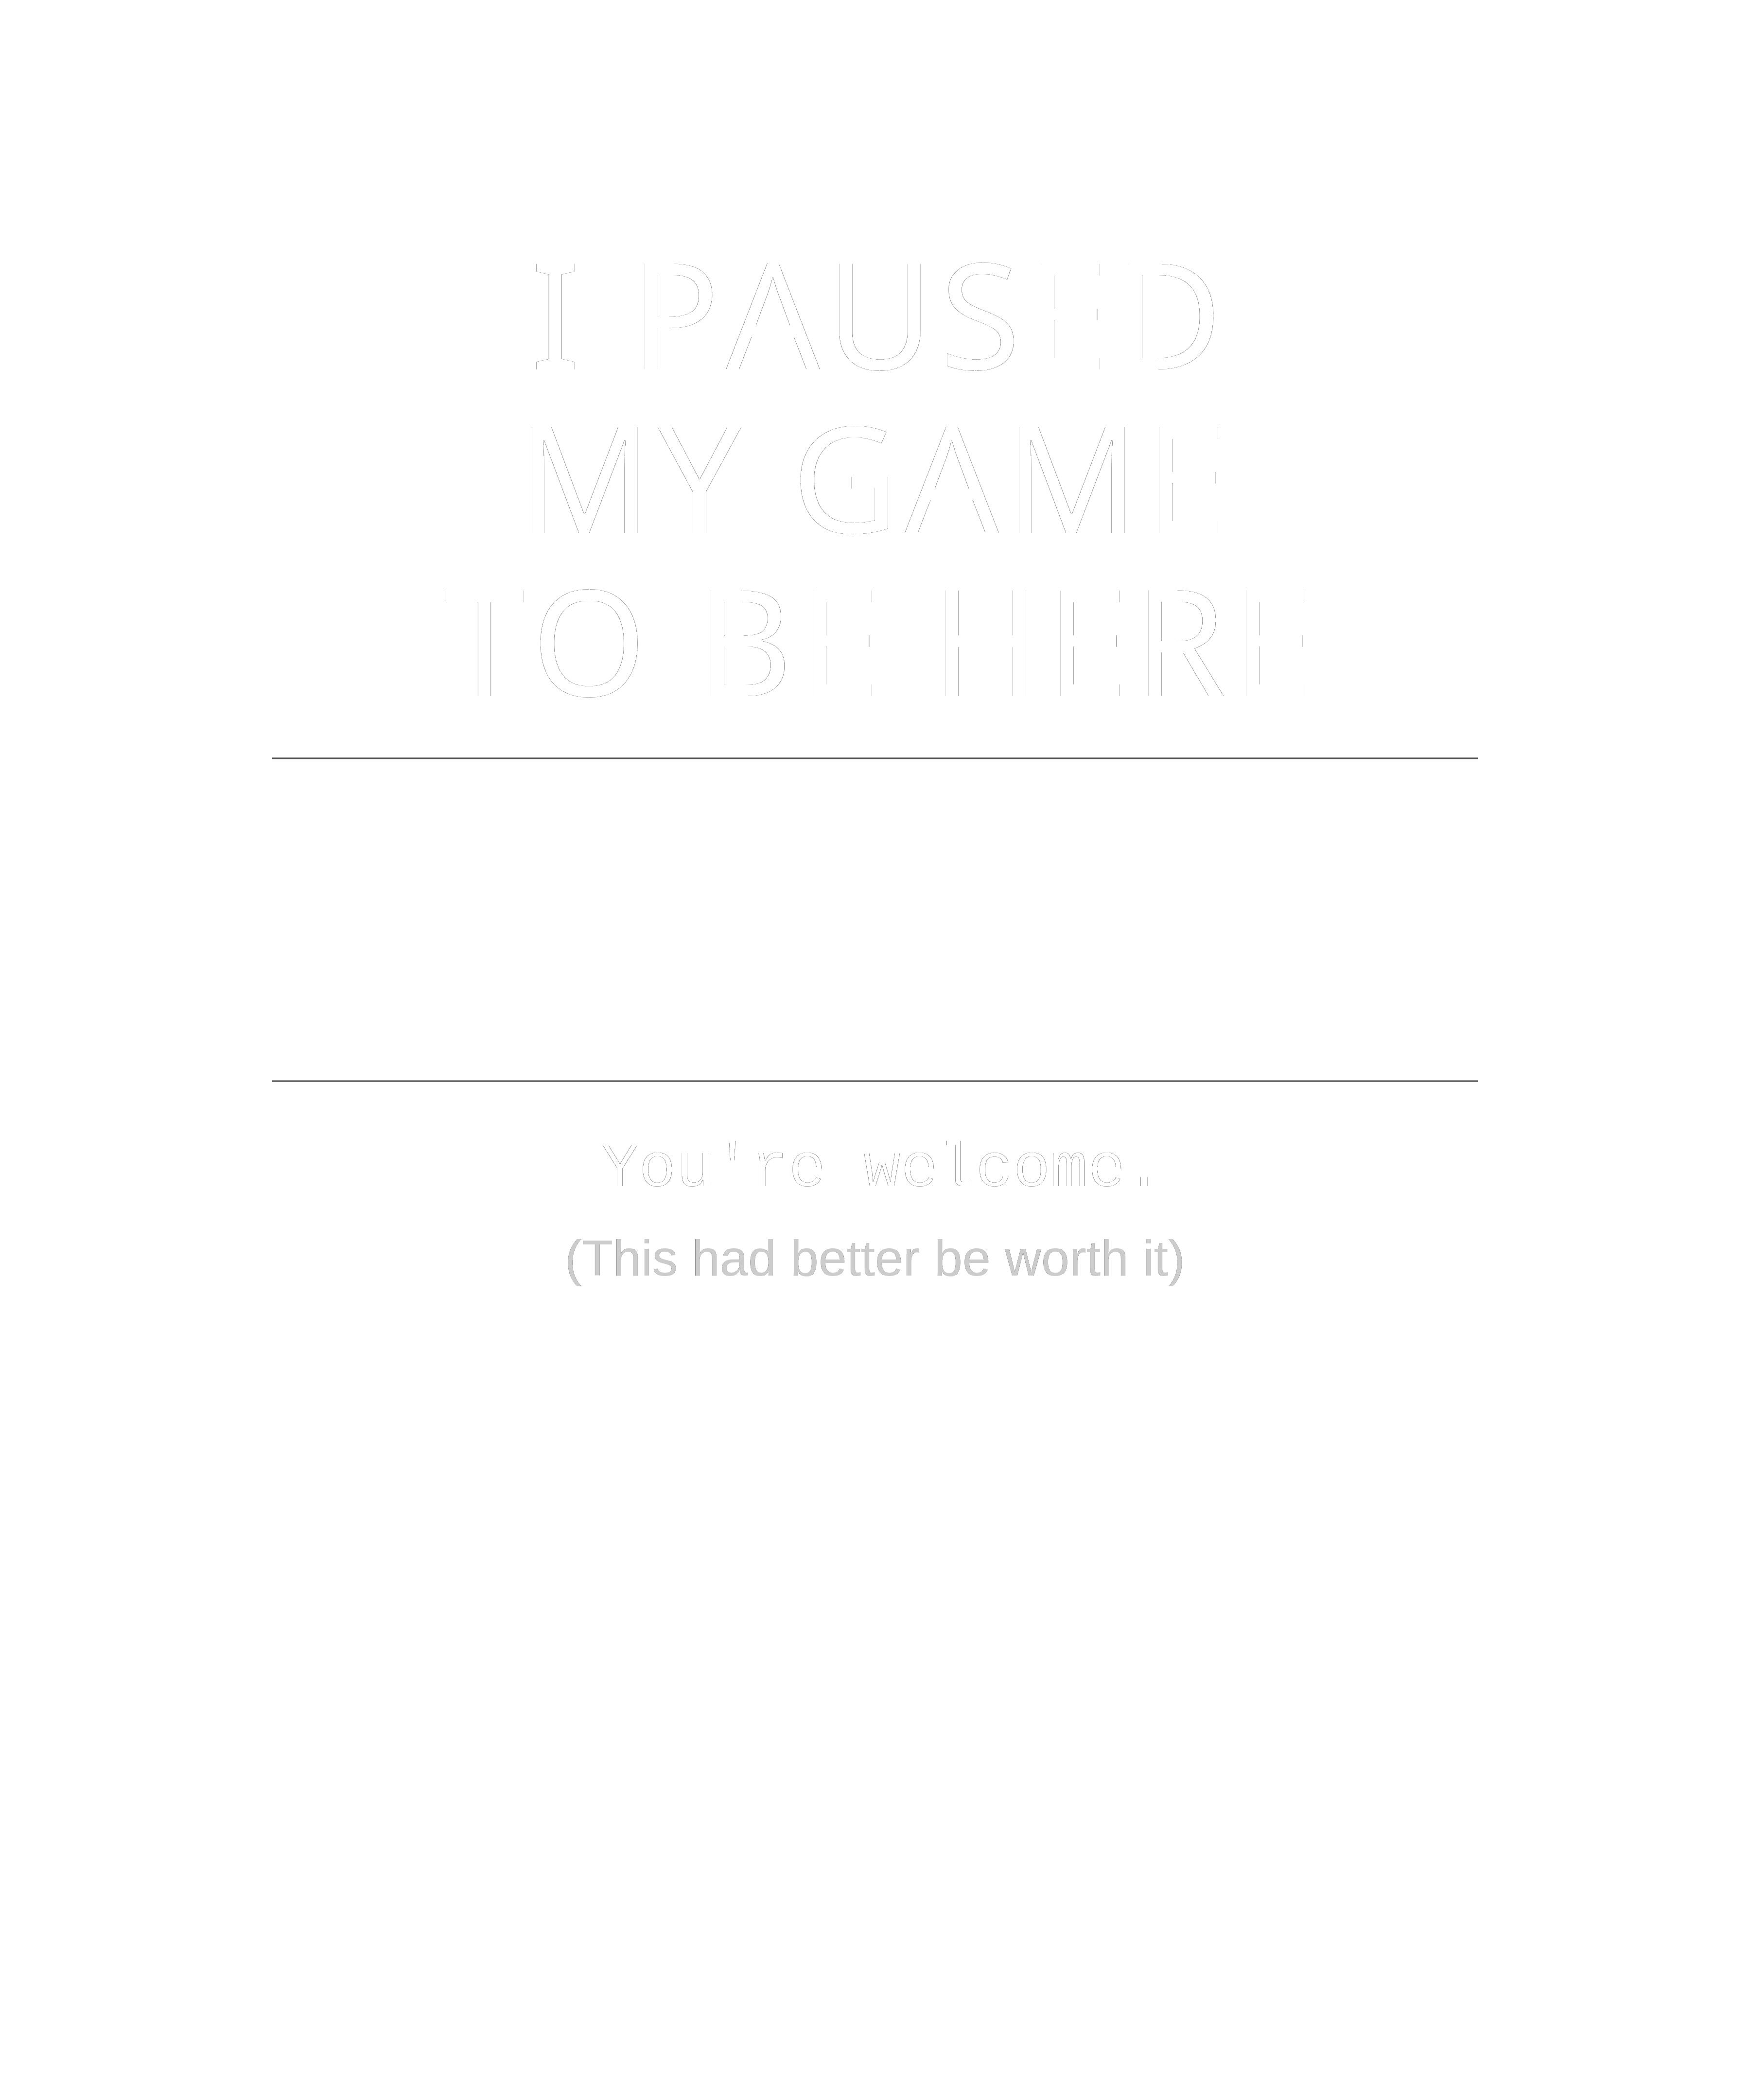 I PAUSED
MY GAME
TO BE HERE
You're welcome.
(This had better be worth it)